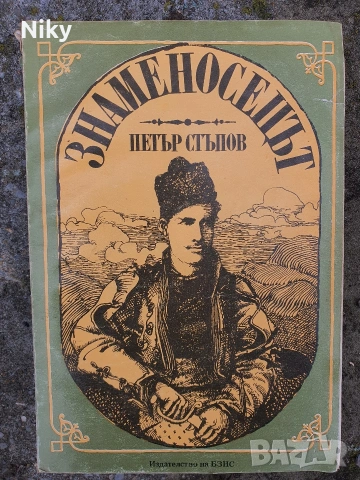 Niky
ЗНАМЕНОСЕЦЪТ
ПЕТЪР СТЪПОВ
Издателство на БЗНС
BAZAR